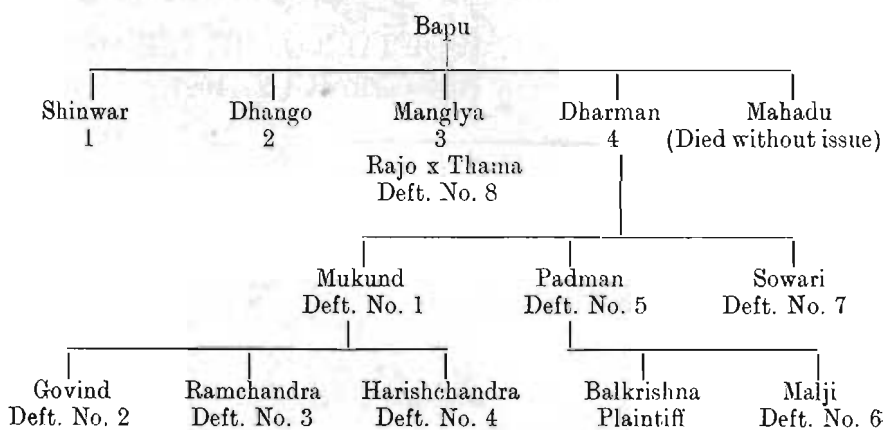 Bapu
Shinwar Dhango Manglya Dharman Mahadu
1 2 3 4 (Died without issue)
Rajo x Thama
Deft. No. 8
Mukund Padman Sowari
Deft. No. 1 Deft. No. 5 Deft. No. 7
Govind Ramchandra Harishchandra Balkrishna Malji
Deft. No. 2 Deft. No. 3 Deft. No. 4 Plaintiff Deft. No. 6